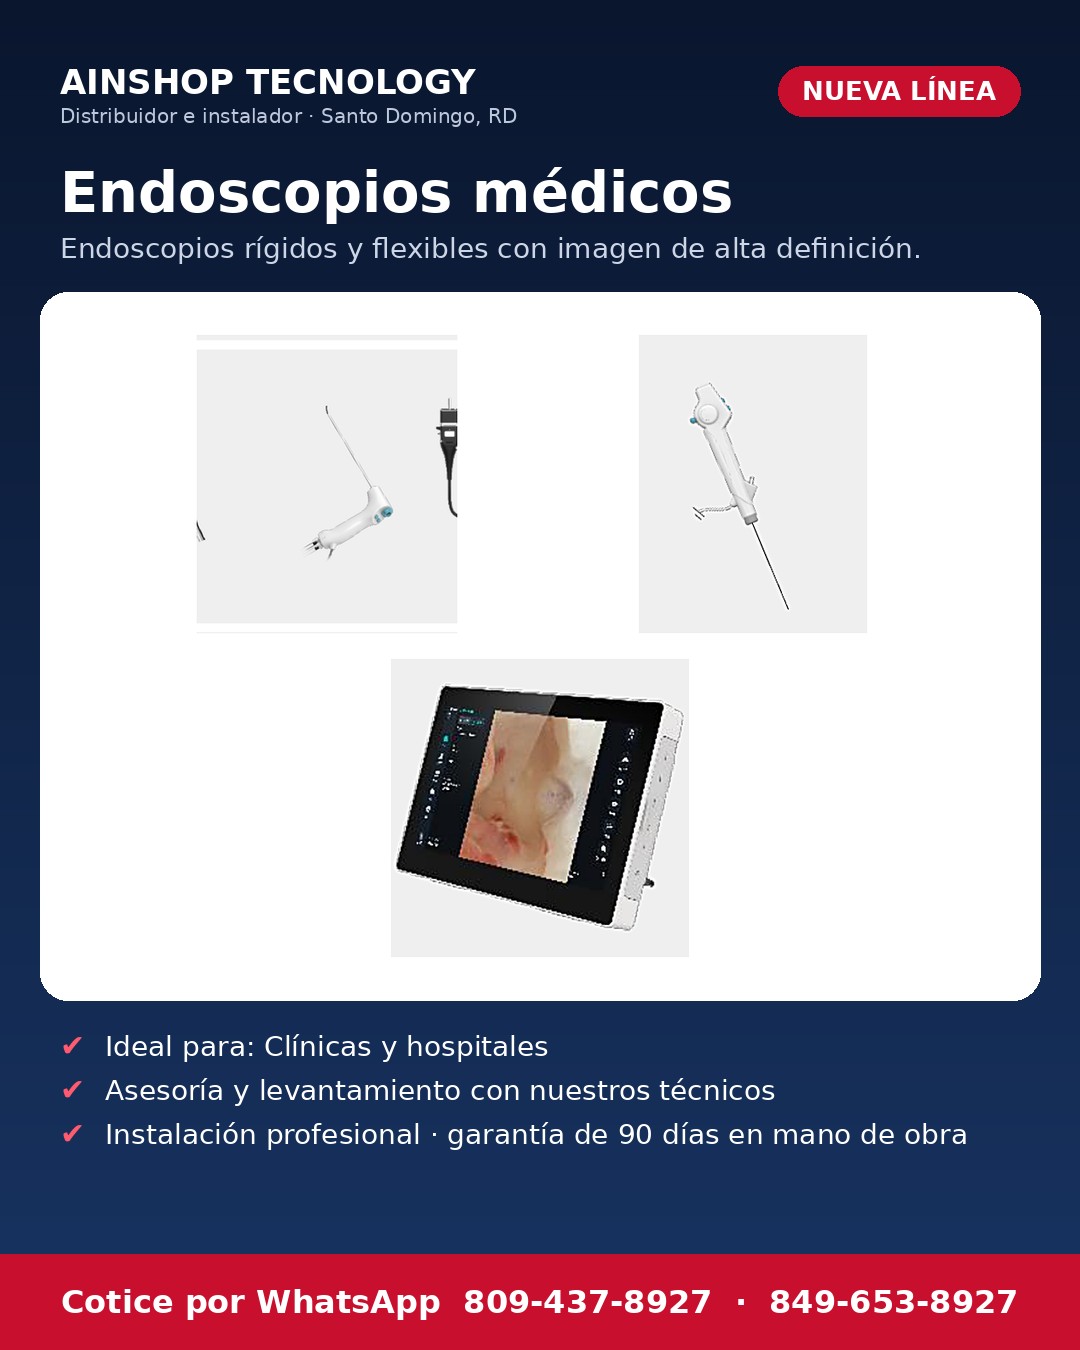 AINSHOP TECNOLOGY
NUEVA LÍNEA
Distribuidor e instalador · Santo Domingo, RD
Endoscopios médicos
Endoscopios rígidos y flexibles con imagen de alta definición.
✔ Ideal para: Clínicas y hospitales
✔ Asesoría y levantamiento con nuestros técnicos
✔ Instalación profesional · garantía de 90 días en mano de obra
Cotice por WhatsApp 809-437-8927 · 849-653-8927